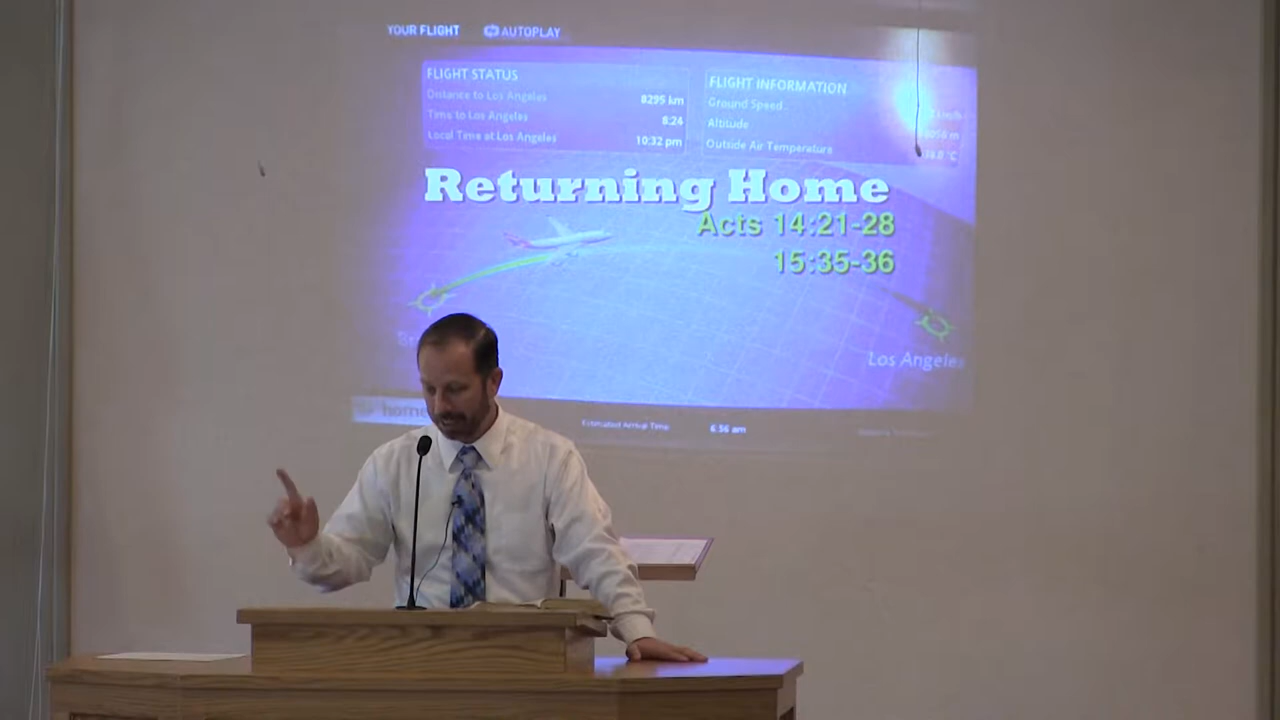 YOUR FLIGHT AUTOPLAY
FLIGHT STATUS
Distance to Los Angeles 8295 km
Time to Los Angeles 8:24
Local Time at Los Angeles 10:32 pm
FLIGHT INFORMATION
Ground Speed
Altitude
Outside Air Temperature
Returning Home
Acts 14:21-28
15:35-36
Los Angeles
home
Estimated Arrival Time 6:56 am